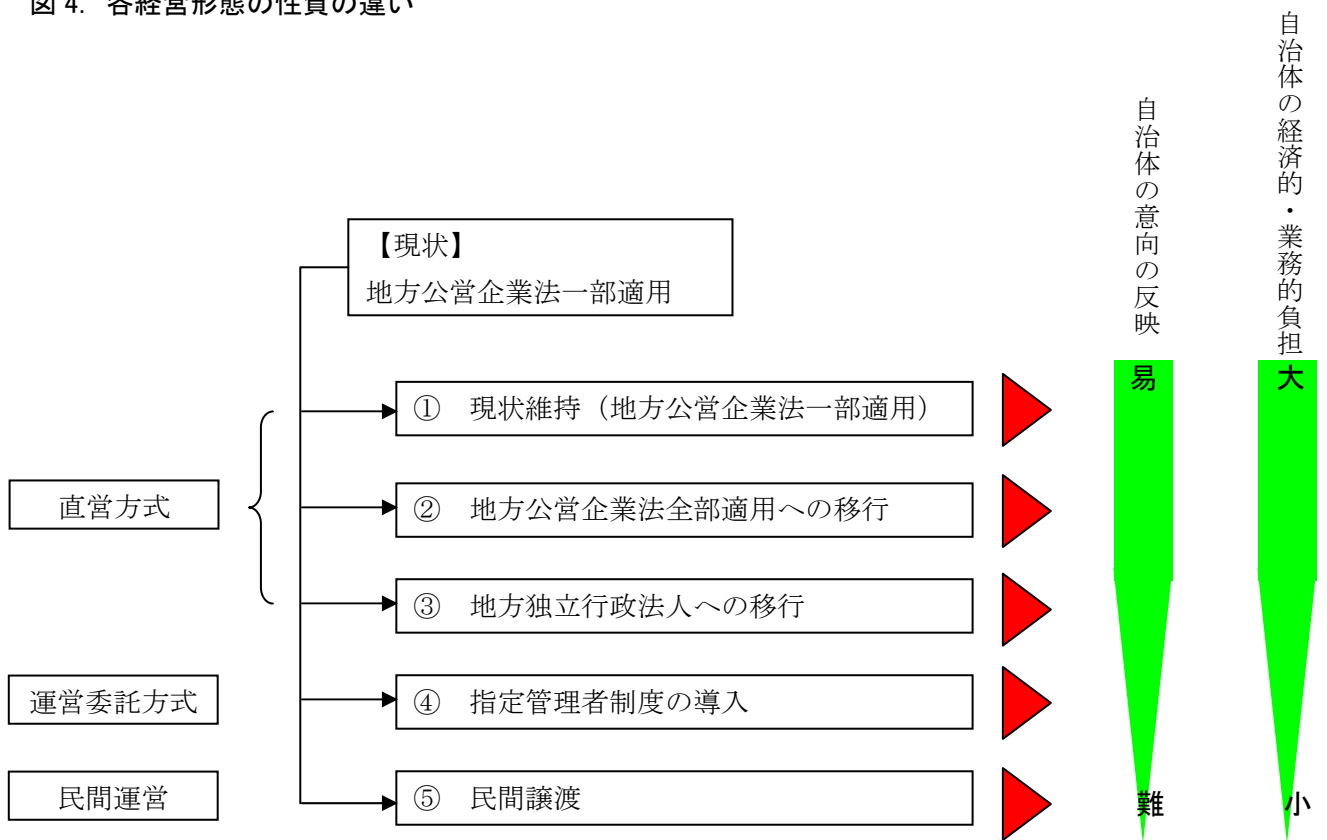 図 4. 各経営形態の性質の違い
自治体の意向の反映
自治体の経済的・業務的負担
【現状】
地方公営企業法一部適用
易
大
① 現状維持（地方公営企業法一部適用）
直営方式
② 地方公営企業法全部適用への移行
③ 地方独立行政法人への移行
運営委託方式
④ 指定管理者制度の導入
民間運営
⑤ 民間譲渡
難
小